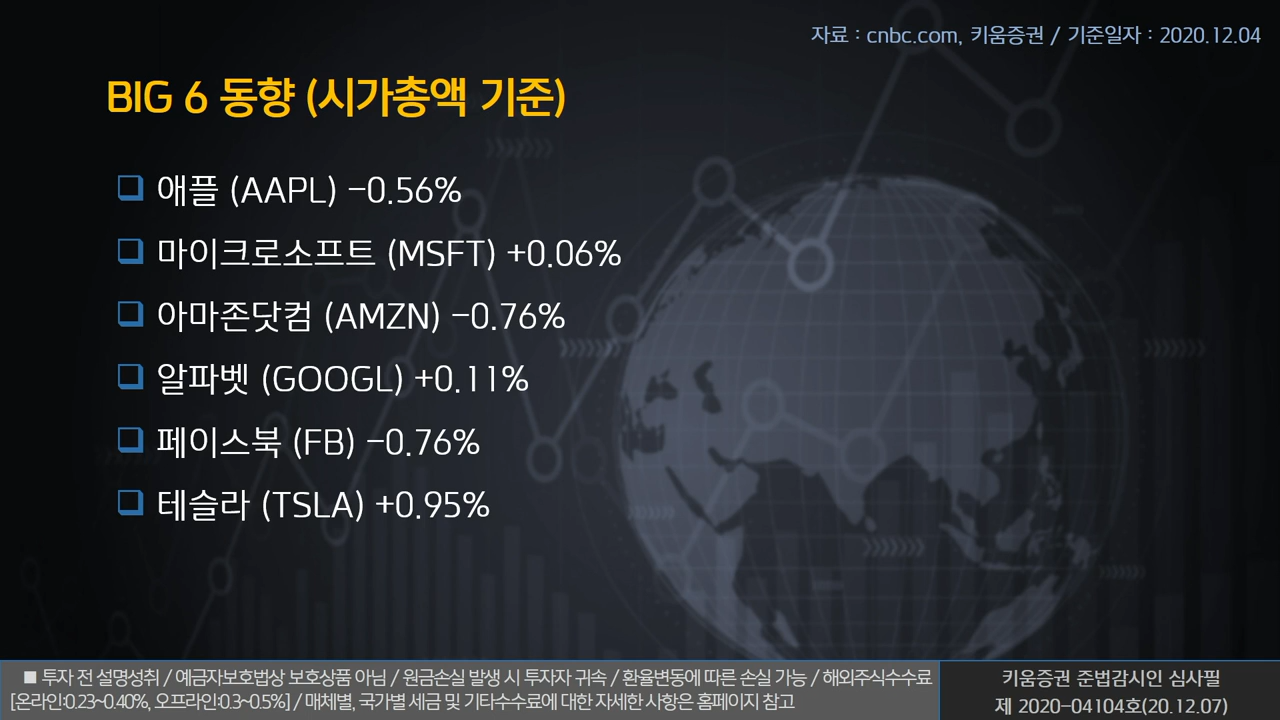 자료 : cnbc.com, 키움증권 / 기준일자 : 2020.12.04
BIG 6 동향 (시가총액 기준)
애플 (AAPL) -0.56%
마이크로소프트 (MSFT) +0.06%
아마존닷컴 (AMZN) -0.76%
알파벳 (GOOGL) +0.11%
페이스북 (FB) -0.76%
테슬라 (TSLA) +0.95%
■ 투자 전 설명성취 / 예금자보호법상 보호상품 아님 / 원금손실 발생 시 투자자 귀속 / 환율변동에 따른 손실 가능 / 해외주식수수료
[온라인:0.23~0.40%, 오프라인:0.3~0.5%] / 매체별, 국가별 세금 및 기타수수료에 대한 자세한 사항은 홈페이지 참고
키움증권 준법감시인 심사필
제 2020-04104호(20.12.07)